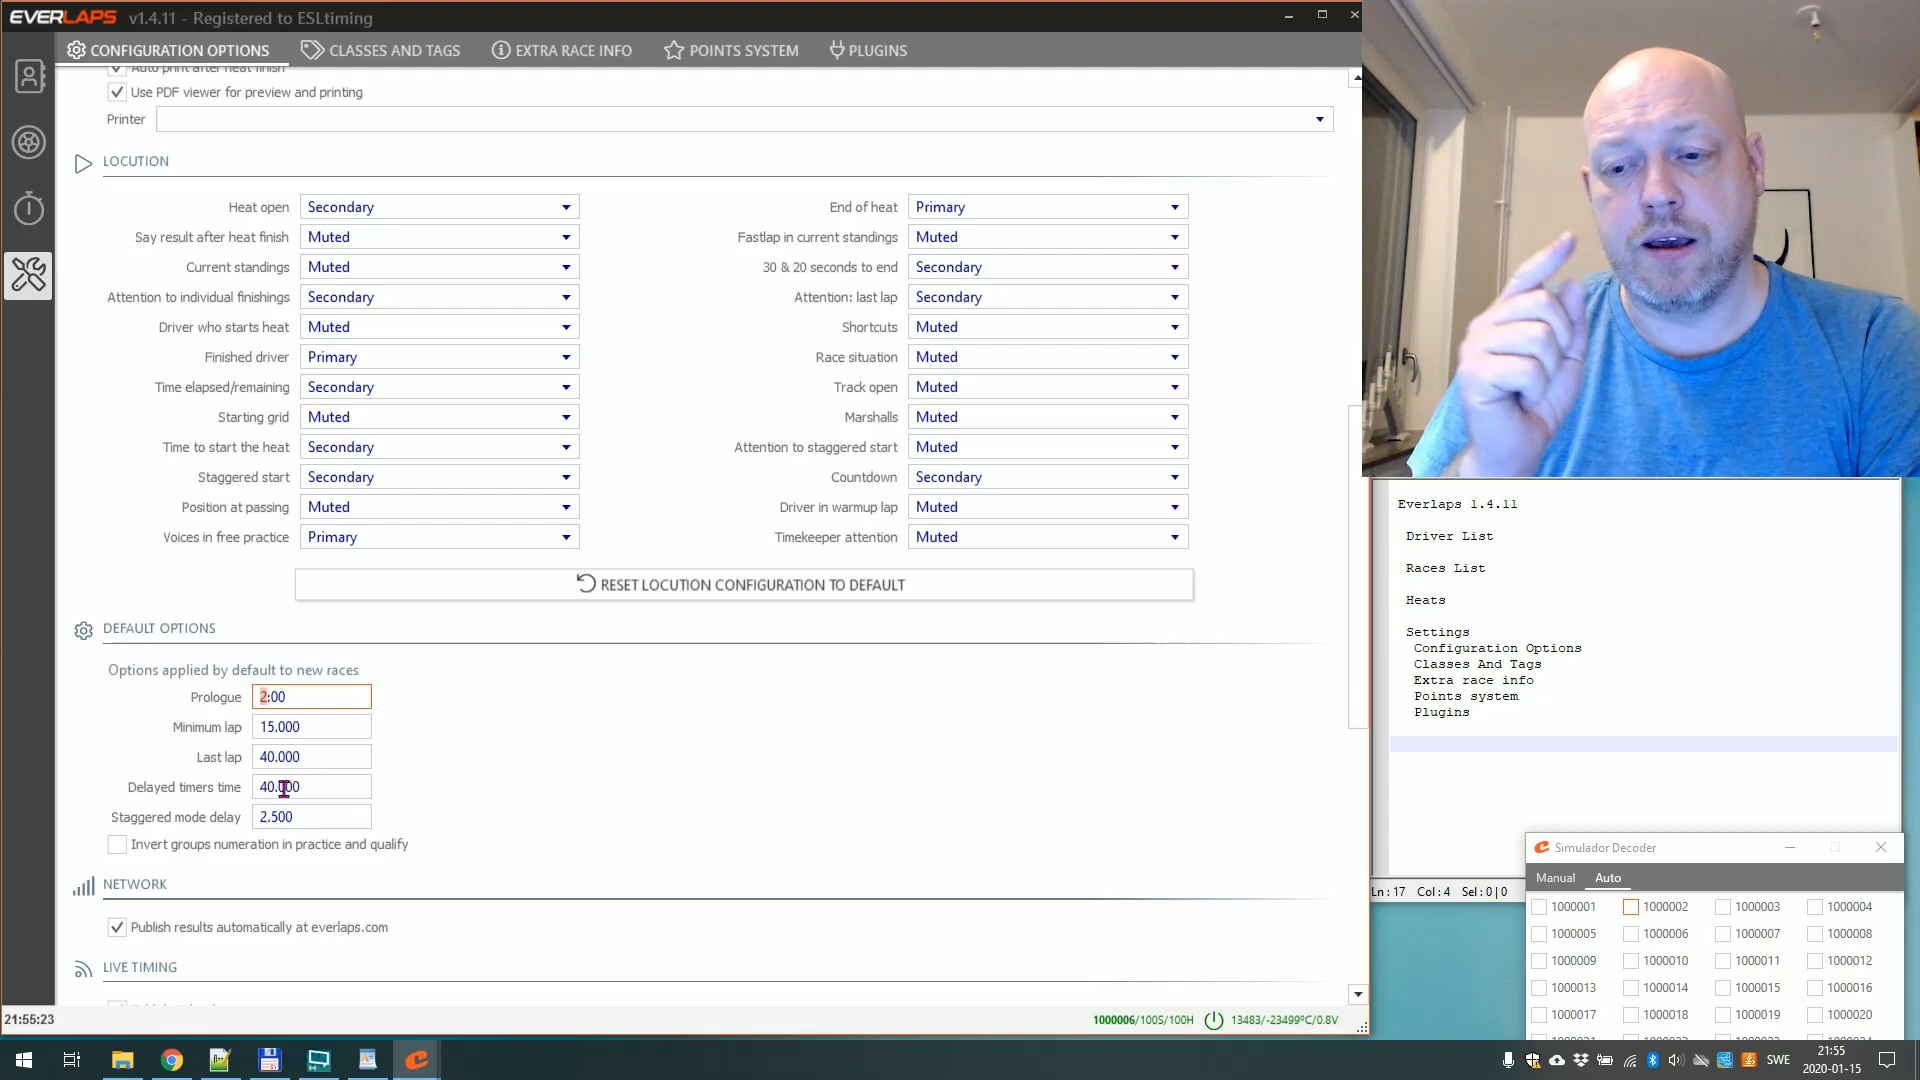 EVERLAPS v1.4.11 - Registered to ESLtiming
CONFIGURATION OPTIONS CLASSES AND TAGS EXTRA RACE INFO POINTS SYSTEM PLUGINS
Auto print after heat finish
Use PDF viewer for preview and printing
Printer
LOCUTION
Heat open Secondary End of heat Primary
Say result after heat finish Muted Fastlap in current standings Muted
Current standings Muted 30 & 20 seconds to end Secondary
Attention to individual finishings Secondary Attention: last lap Secondary
Driver who starts heat Muted Shortcuts Muted
Finished driver Primary Race situation Muted
Time elapsed/remaining Secondary Track open Muted
Starting grid Muted Marshalls Muted
Time to start the heat Secondary Attention to staggered start Muted
Staggered start Secondary Countdown Secondary
Position at passing Muted Driver in warmup lap Muted
Voices in free practice Primary Timekeeper attention Muted
RESET LOCUTION CONFIGURATION TO DEFAULT
DEFAULT OPTIONS
Options applied by default to new races
Prologue 2:00
Minimum lap 15.000
Last lap 40.000
Delayed timers time 40.000
Staggered mode delay 2.500
Invert groups numeration in practice and qualify
NETWORK
Publish results automatically at everlaps.com
LIVE TIMING
21:55:23 1000006/100S/100H 13483/-23499ºC/0.8V
Everlaps 1.4.11
Driver List
Races List
Heats
Settings
Configuration Options
Classes And Tags
Extra race info
Points system
Plugins
Ln:17 Col:4 Sel:0|0
Simulador Decoder
Manual Auto
1000001 1000002 1000003 1000004
1000005 1000006 1000007 1000008
1000009 1000010 1000011 1000012
1000013 1000014 1000015 1000016
1000017 1000018 1000019 1000020
SWE 21:55
2020-01-15